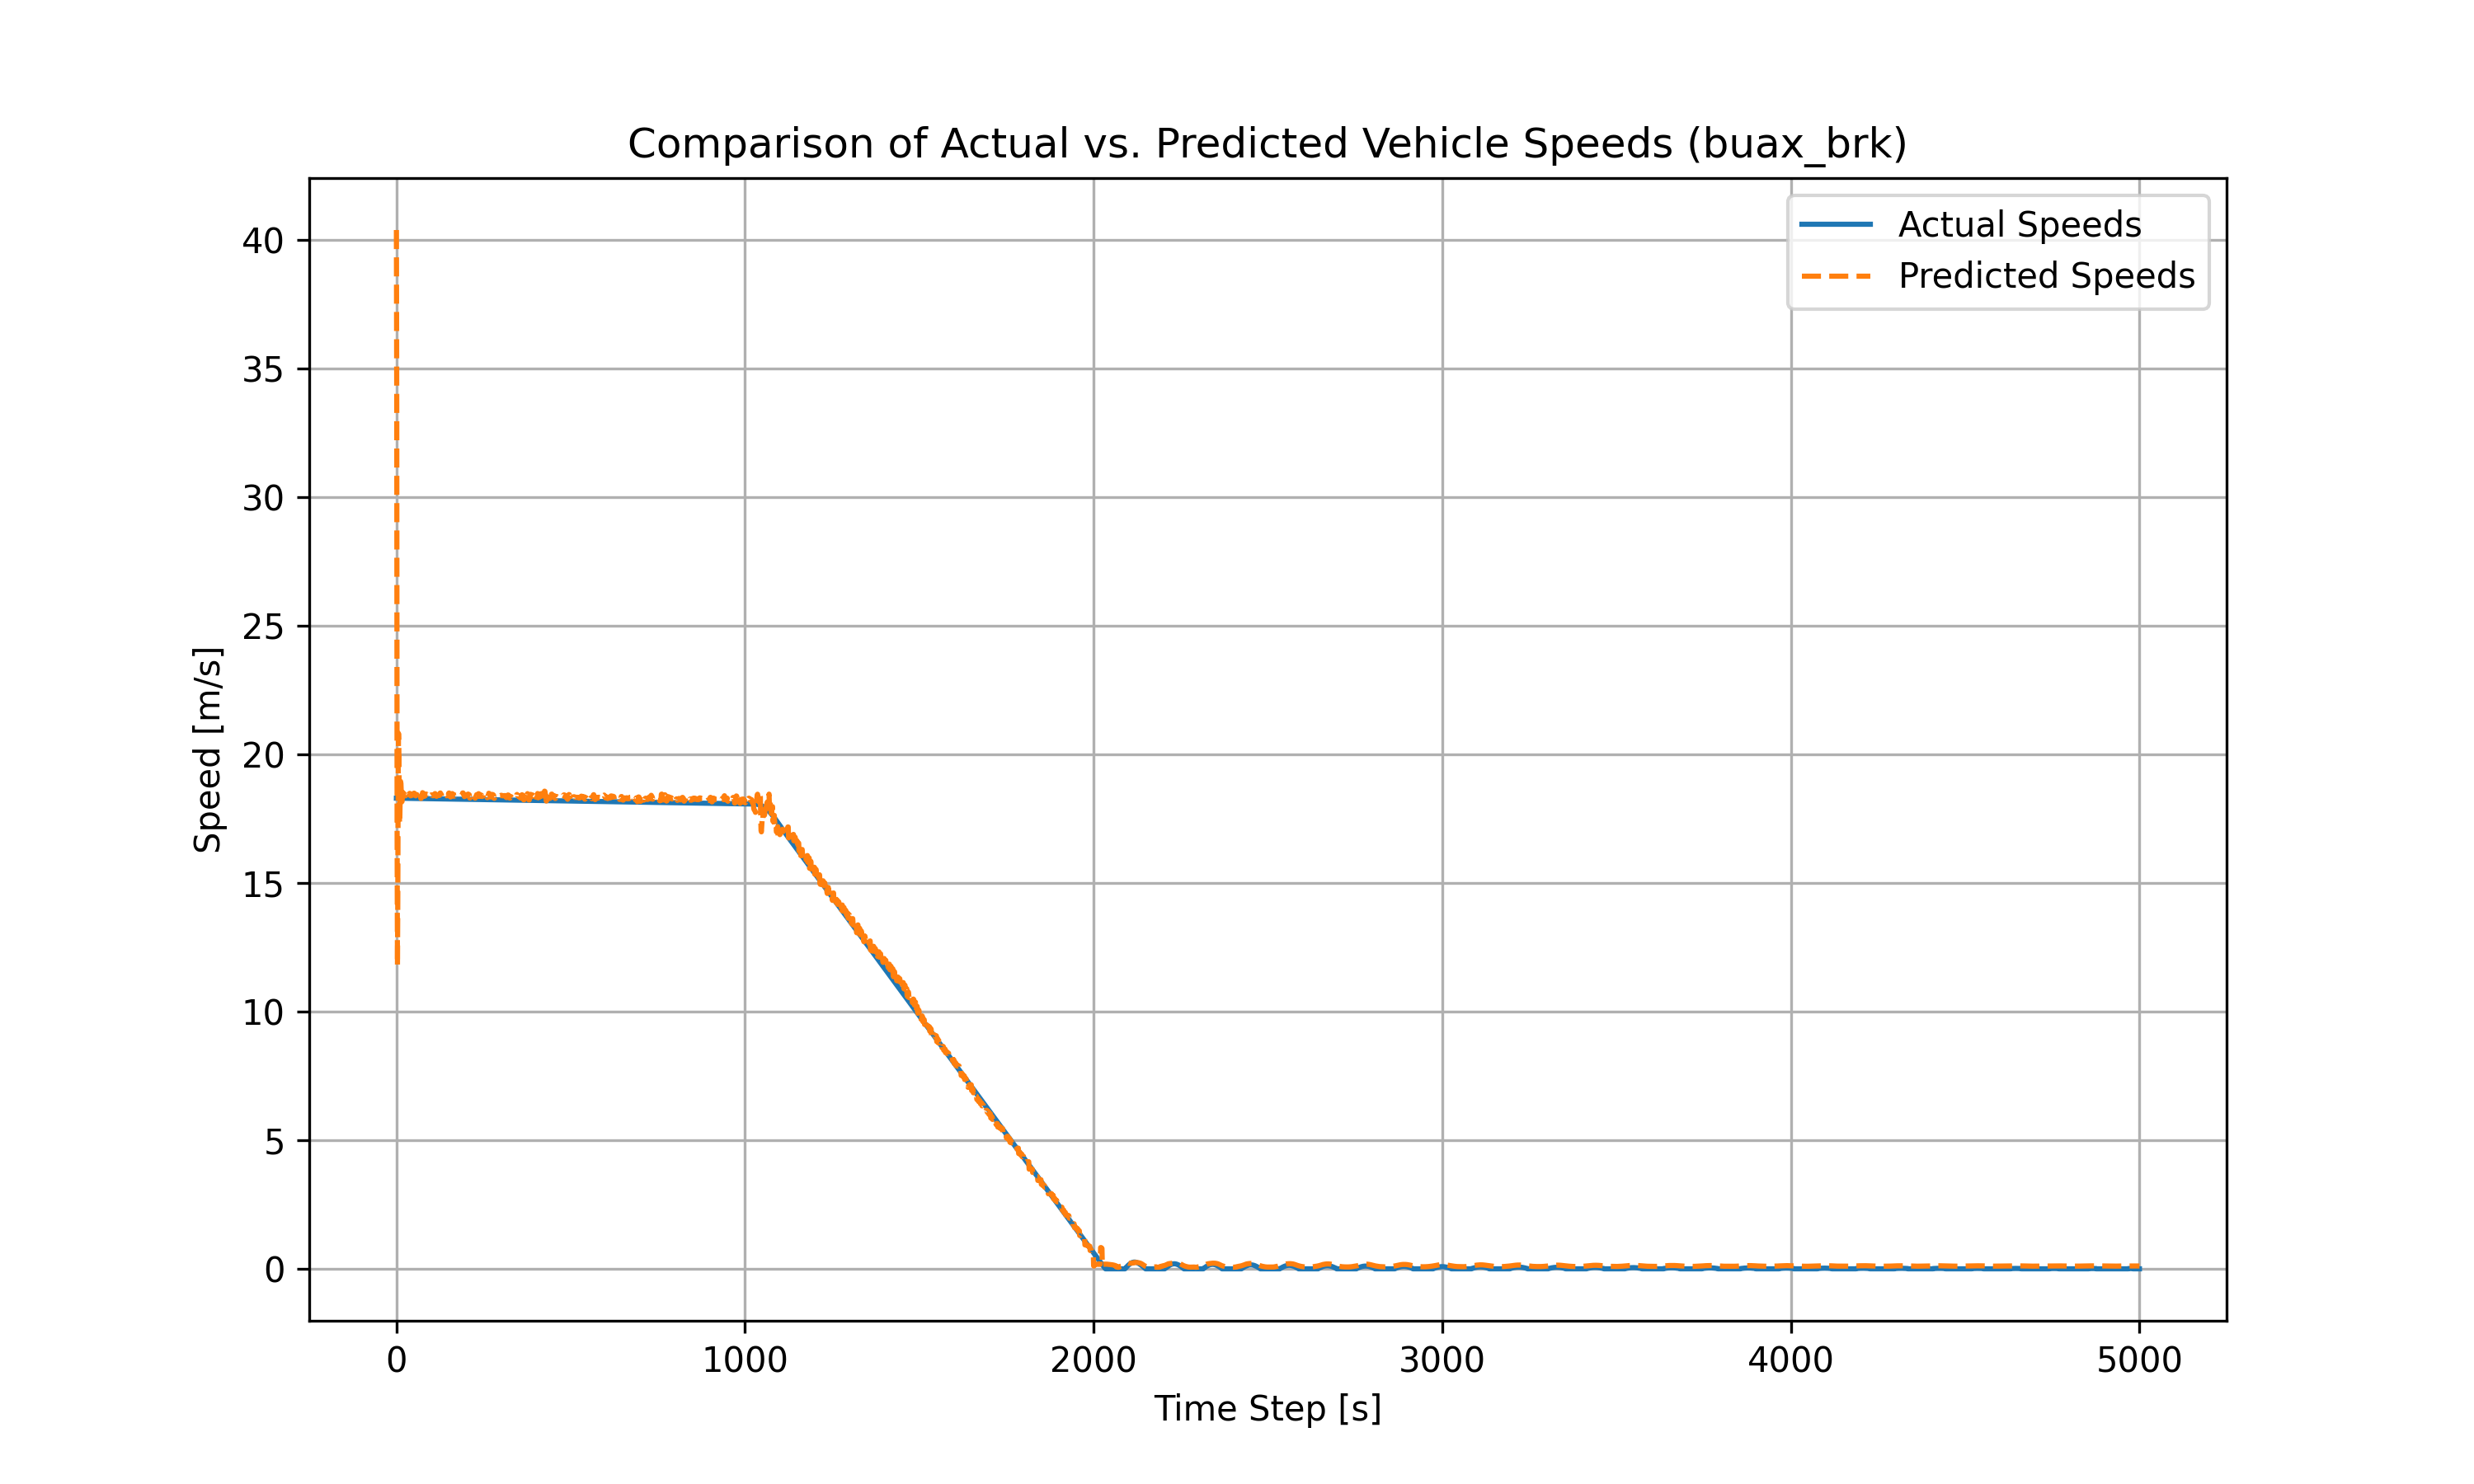 Comparison of Actual vs. Predicted Vehicle Speeds (buax_brk)
Actual Speeds
Predicted Speeds
40
35
30
25
20
15
10
5
0
Speed [m/s]
0 1000 2000 3000 4000 5000
Time Step [s]